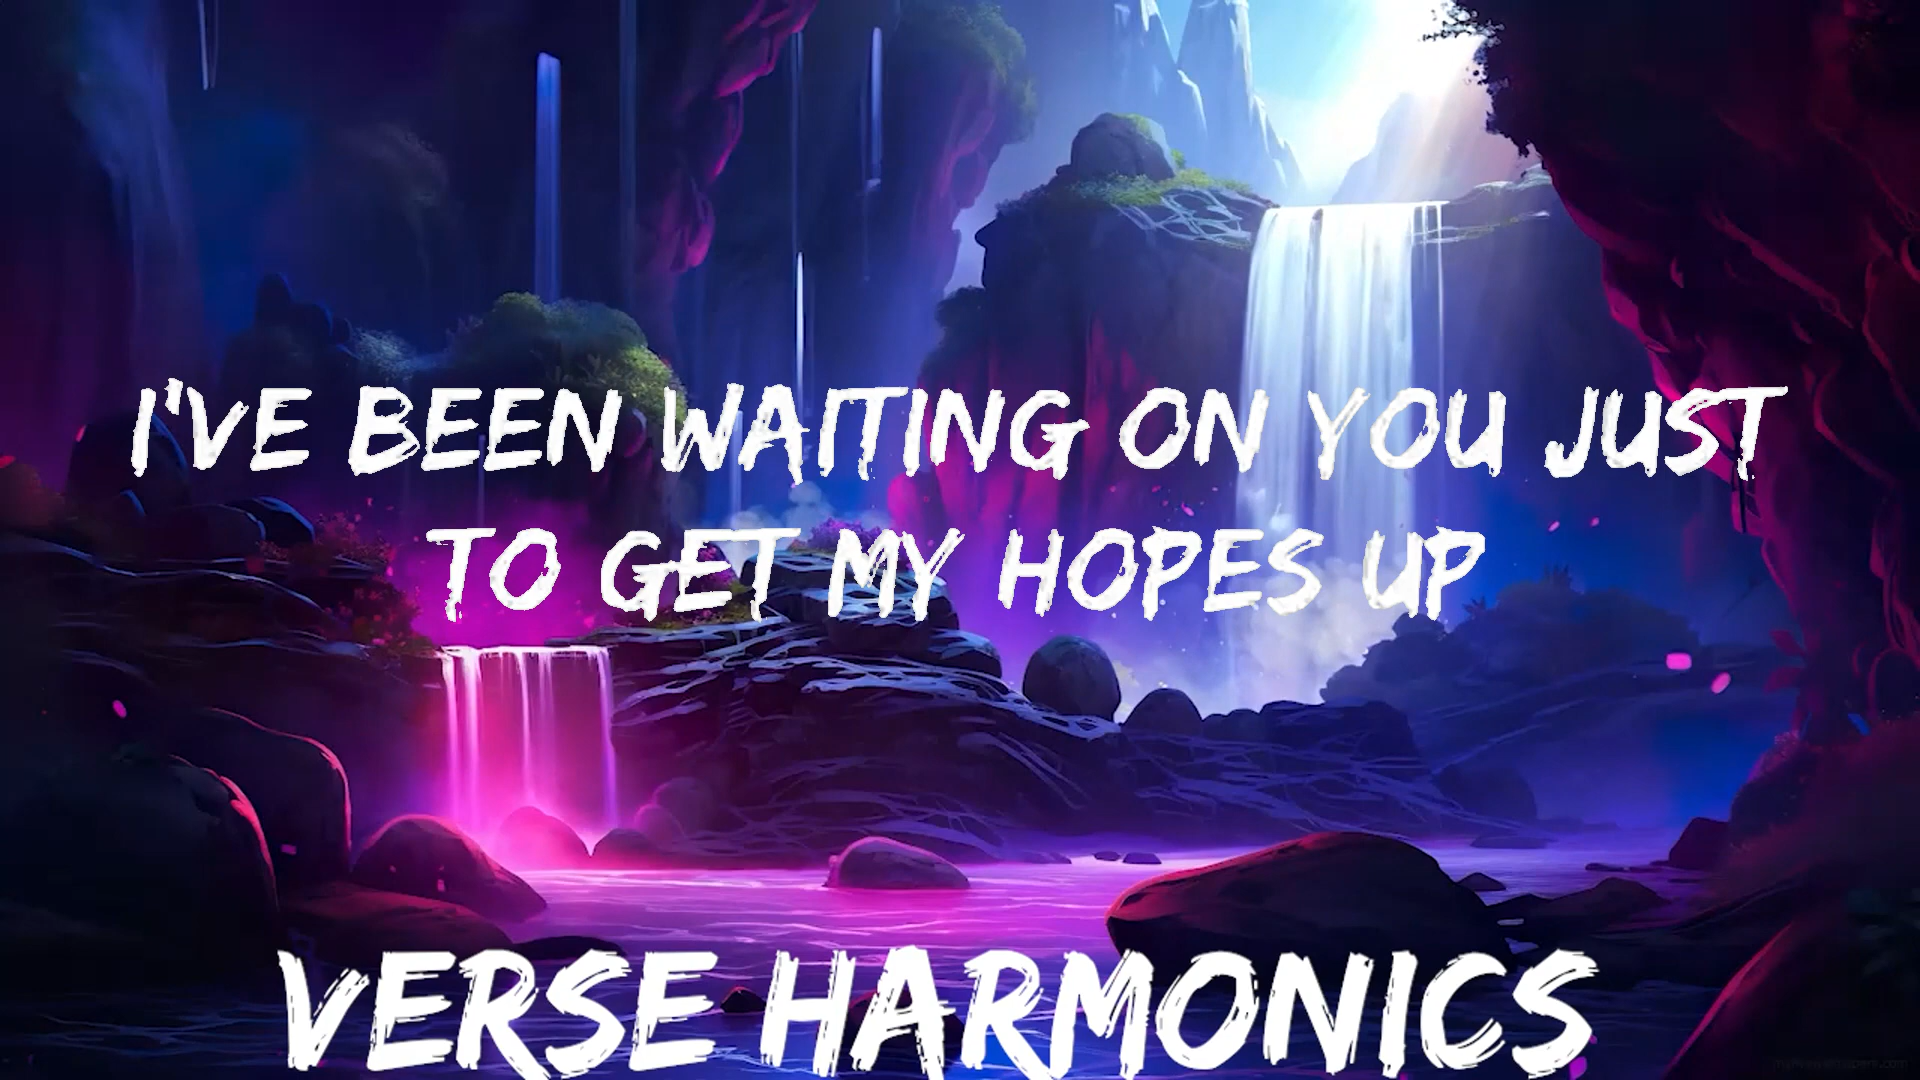 I'VE BEEN WAITING ON YOU JUST
TO GET MY HOPES UP
VERSE HARMONICS